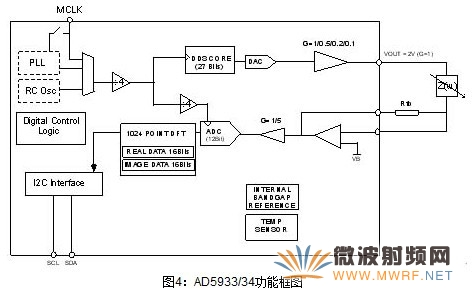 MCLK
PLL
RC Osc
÷4
DDSCORE
(27 Bits)
DAC
G=1/0.5/0.2/0.1
VOUT = 2V (G=1)
Z(w)
Rfb
÷4
Digital Control
Logic
1024 POINT DFT
REAL DATA 16Bits
IMAGE DATA 16Bits
ADC
(12Bit)
G= 1/5
VB
I2C Interface
INTERNAL
BANDGAP
REFERENCE
TEMP
SENSOR
SCL
SDA
微波射频网
WWW.MWRF.NET
图4：AD5933/34功能框图